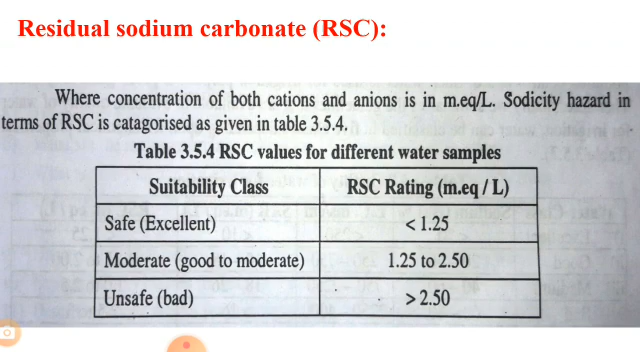 Residual sodium carbonate (RSC):
Where concentration of both cations and anions is in m.eq/L. Sodicity hazard in
terms of RSC is catagorised as given in table 3.5.4.
Table 3.5.4 RSC values for different water samples
Suitability Class RSC Rating (m.eq / L)
Safe (Excellent) < 1.25
Moderate (good to moderate) 1.25 to 2.50
Unsafe (bad) > 2.50